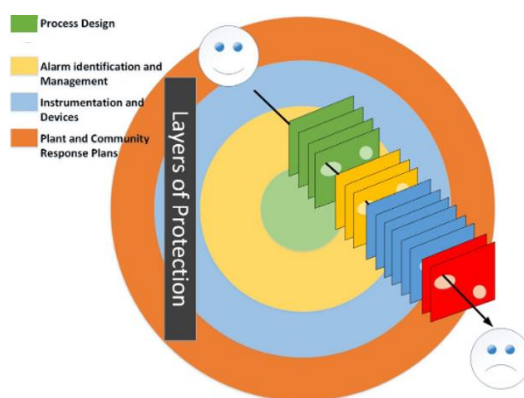 Process Design
Alarm identification and
Management
Instrumentation and
Devices
Plant and Community
Response Plans
Layers of Protection